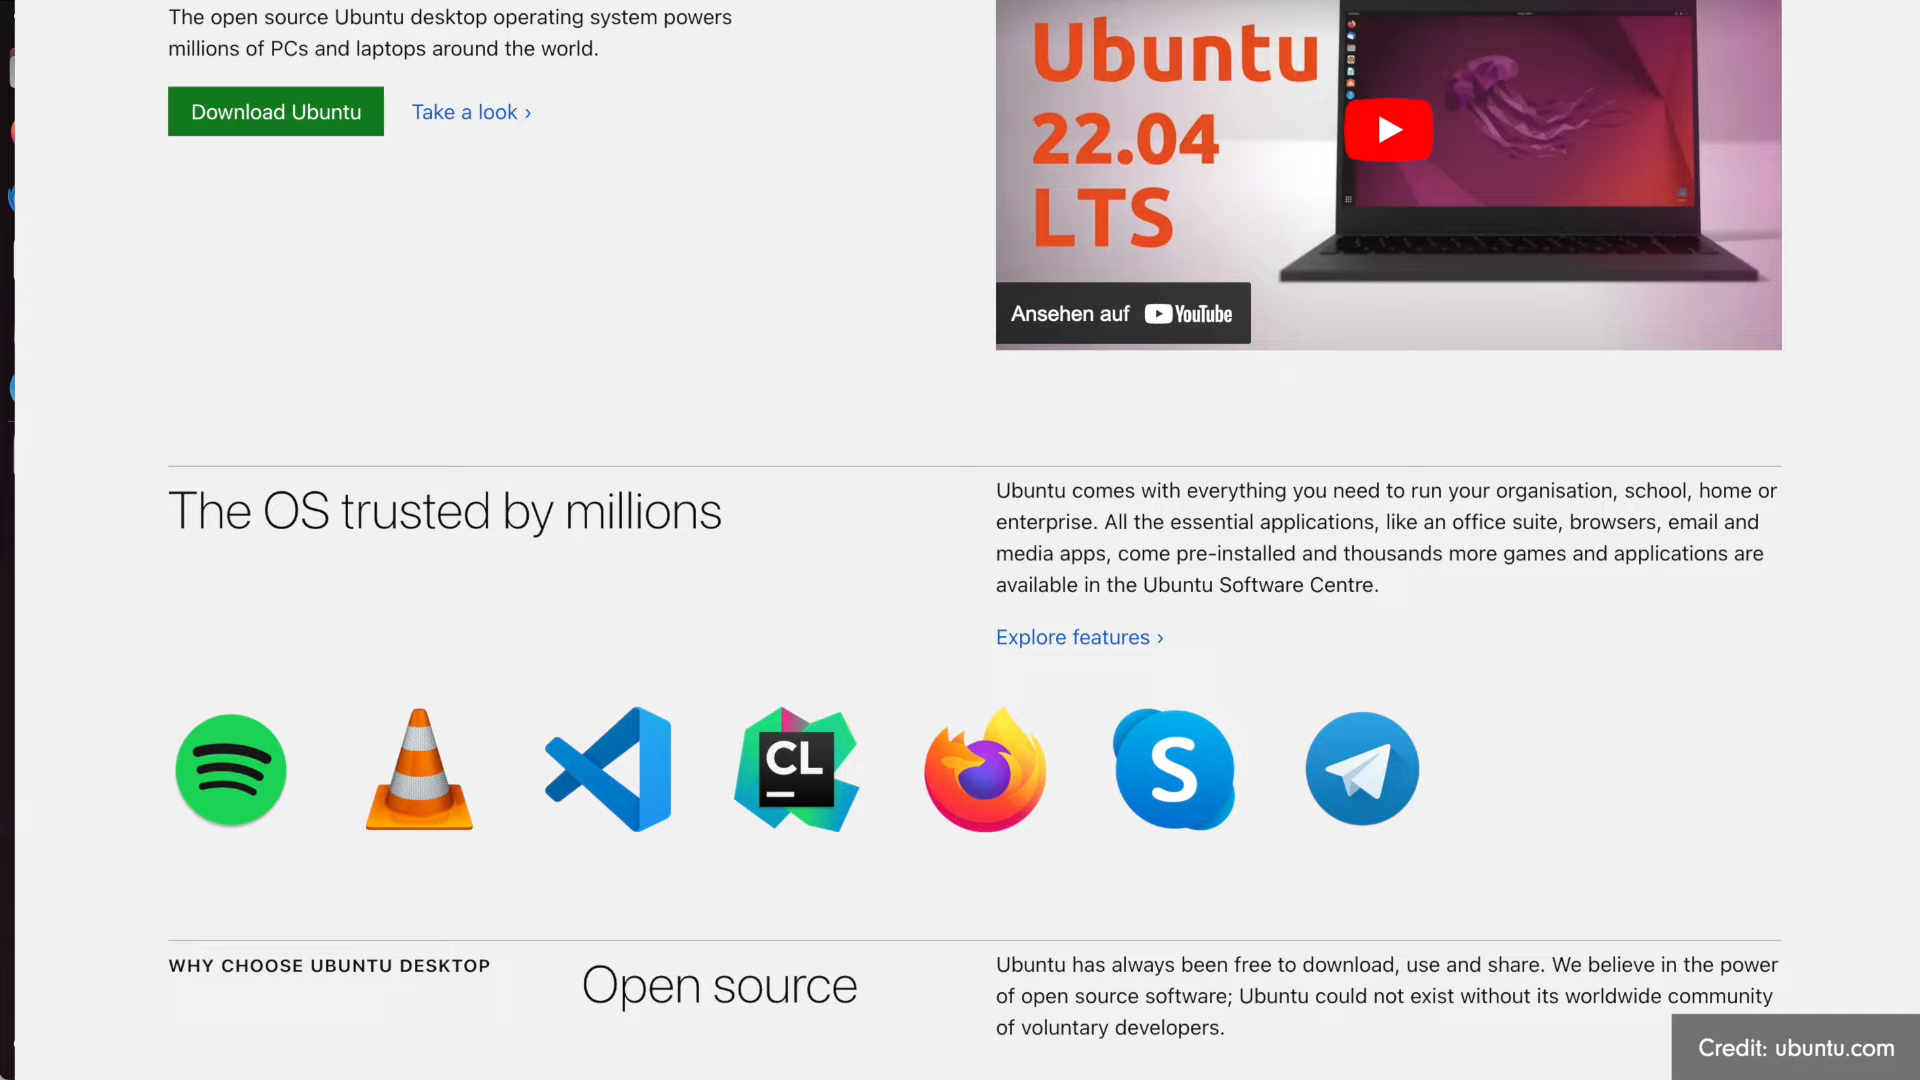 The open source Ubuntu desktop operating system powers
millions of PCs and laptops around the world.
Download Ubuntu
Take a look ›
Ubuntu
22.04
LTS
Ansehen auf YouTube
The OS trusted by millions
Ubuntu comes with everything you need to run your organisation, school, home or
enterprise. All the essential applications, like an office suite, browsers, email and
media apps, come pre-installed and thousands more games and applications are
available in the Ubuntu Software Centre.
Explore features ›
CL
S
WHY CHOOSE UBUNTU DESKTOP
Open source
Ubuntu has always been free to download, use and share. We believe in the power
of open source software; Ubuntu could not exist without its worldwide community
of voluntary developers.
Credit: ubuntu.com